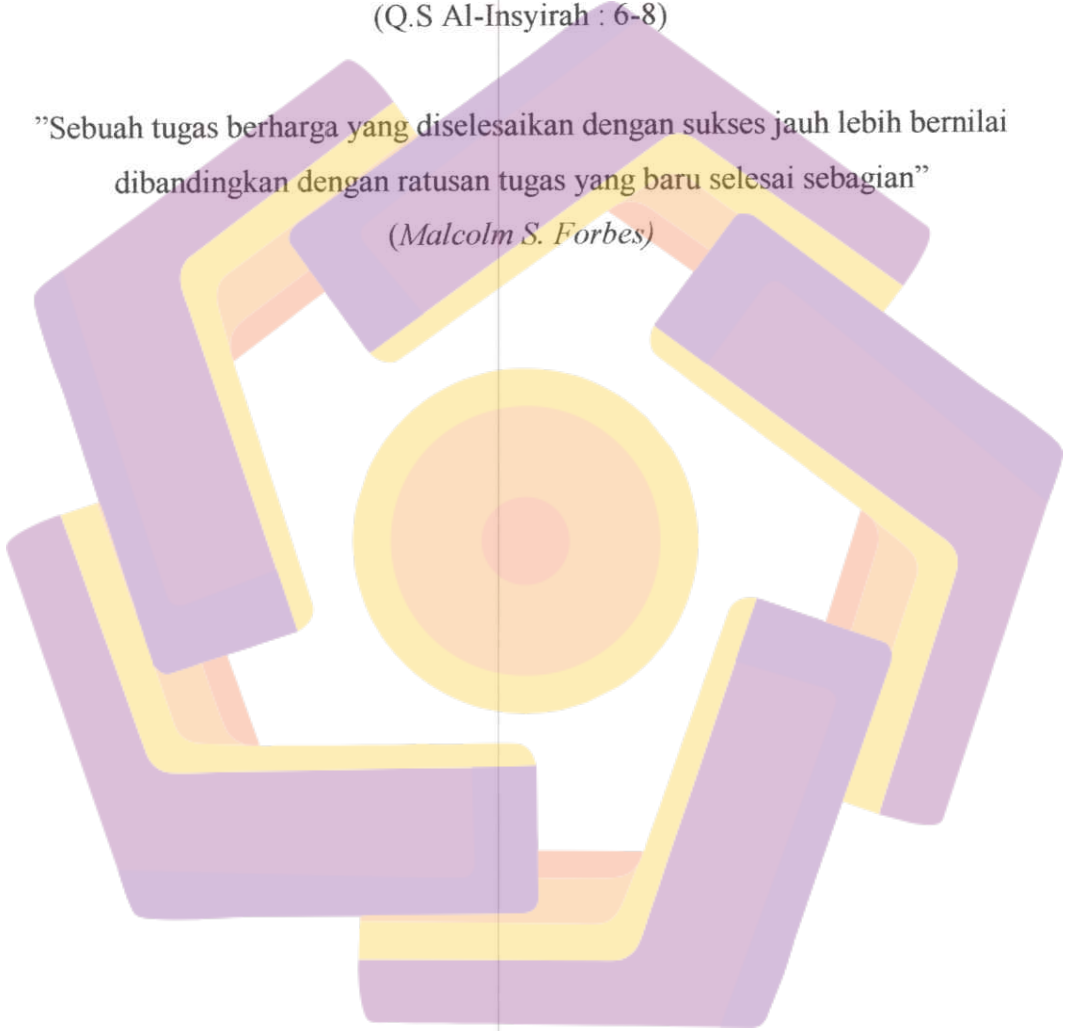 (Q.S Al-Insyirah : 6-8)
”Sebuah tugas berharga yang diselesaikan dengan sukses jauh lebih bernilai
dibandingkan dengan ratusan tugas yang baru selesai sebagian”
(Malcolm S. Forbes)